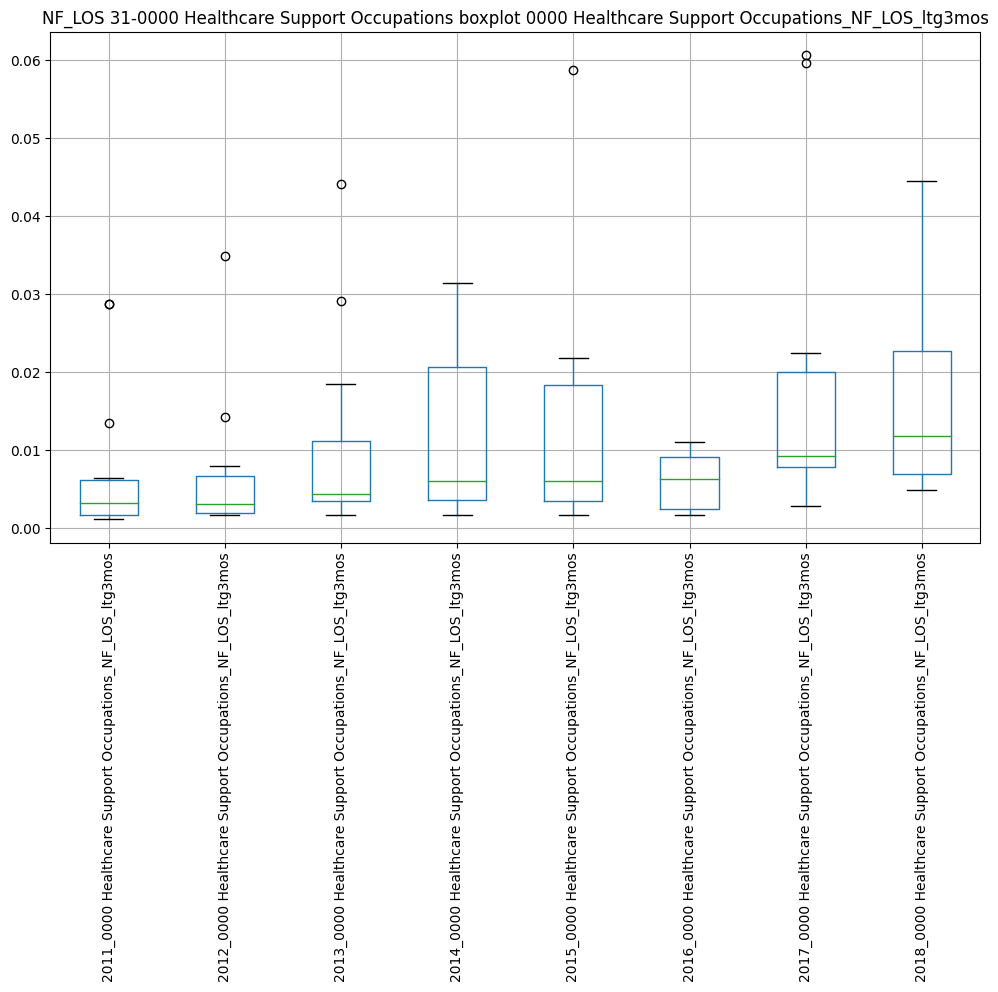 NF_LOS 31-0000 Healthcare Support Occupations boxplot 0000 Healthcare Support Occupations_NF_LOS_ltg3mos
0.06
0.05
0.04
0.03
0.02
0.01
0.00
2011_0000 Healthcare Support Occupations_NF_LOS_ltg3mos
2012_0000 Healthcare Support Occupations_NF_LOS_ltg3mos
2013_0000 Healthcare Support Occupations_NF_LOS_ltg3mos
2014_0000 Healthcare Support Occupations_NF_LOS_ltg3mos
2015_0000 Healthcare Support Occupations_NF_LOS_ltg3mos
2016_0000 Healthcare Support Occupations_NF_LOS_ltg3mos
2017_0000 Healthcare Support Occupations_NF_LOS_ltg3mos
2018_0000 Healthcare Support Occupations_NF_LOS_ltg3mos